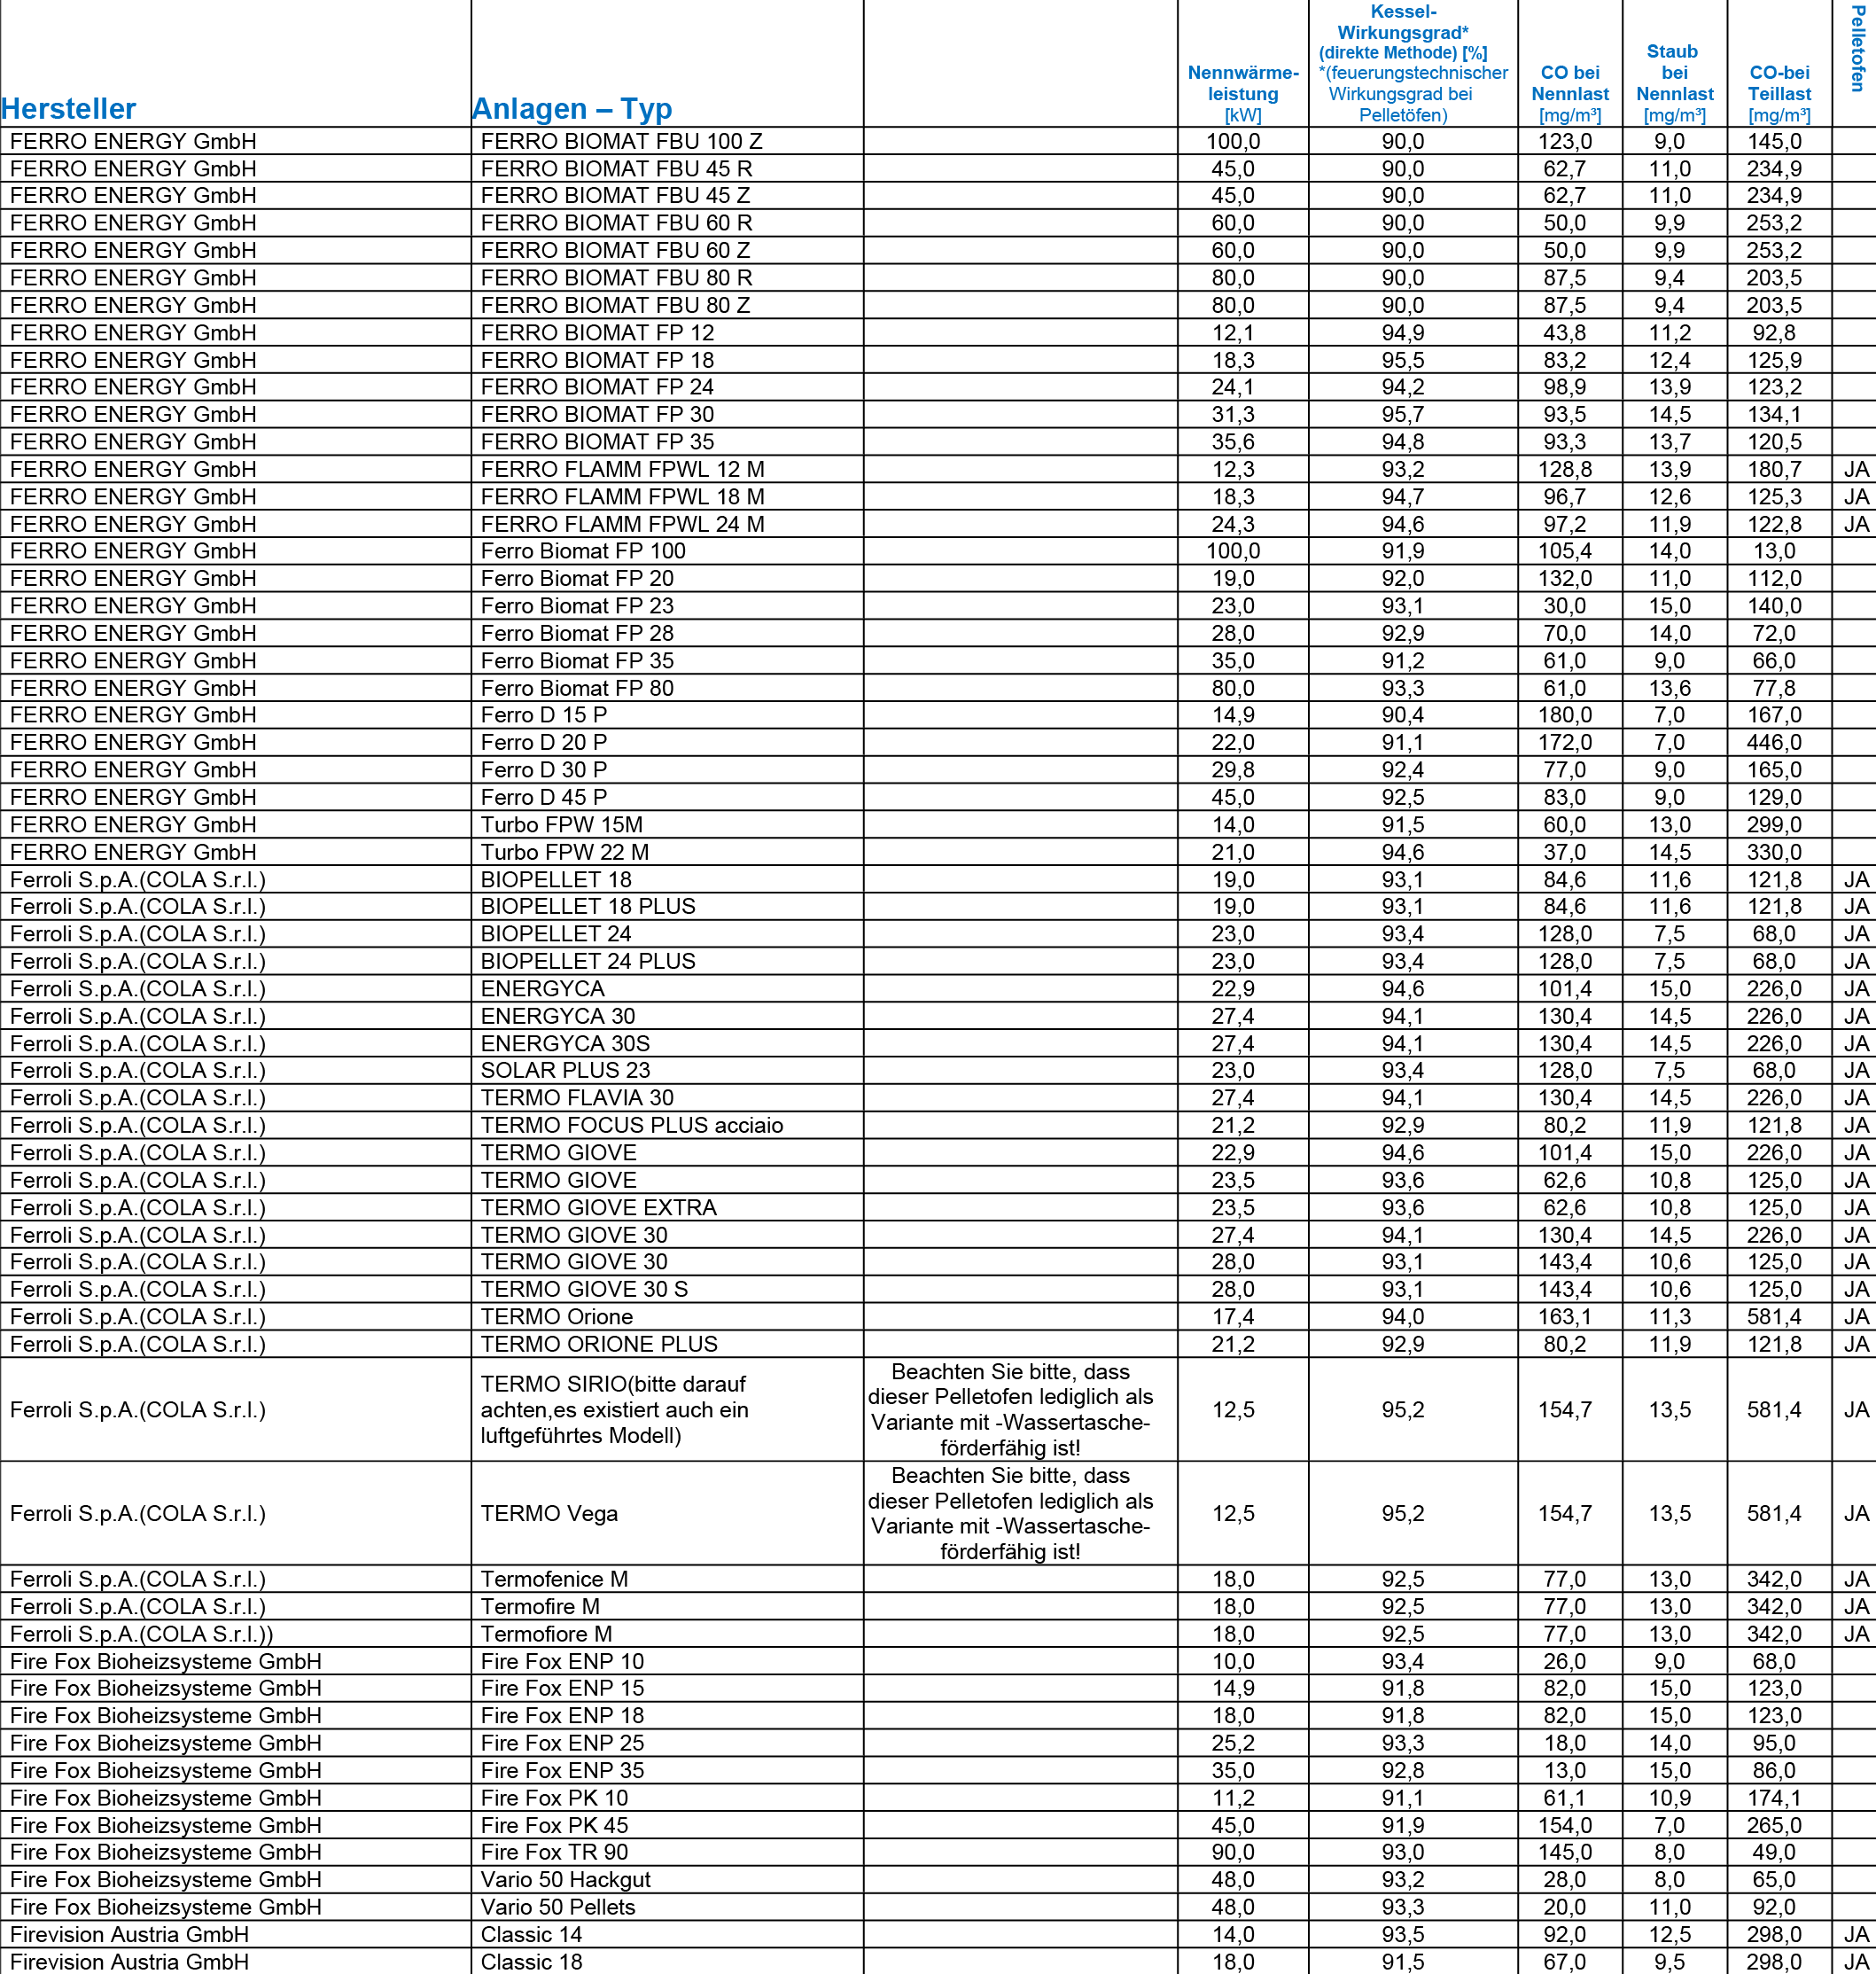 Hersteller Anlagen – Typ Nennwärme-leistung [kW] Kessel-Wirkungsgrad* (direkte Methode) [%] *(feuerungstechnischer Wirkungsgrad bei Pelletöfen) CO bei Nennlast [mg/m³] Staub bei Nennlast [mg/m³] CO-bei Teillast [mg/m³] Pelletofen
FERRO ENERGY GmbH FERRO BIOMAT FBU 100 Z 100,0 90,0 123,0 9,0 145,0
FERRO ENERGY GmbH FERRO BIOMAT FBU 45 R 45,0 90,0 62,7 11,0 234,9
FERRO ENERGY GmbH FERRO BIOMAT FBU 45 Z 45,0 90,0 62,7 11,0 234,9
FERRO ENERGY GmbH FERRO BIOMAT FBU 60 R 60,0 90,0 50,0 9,9 253,2
FERRO ENERGY GmbH FERRO BIOMAT FBU 60 Z 60,0 90,0 50,0 9,9 253,2
FERRO ENERGY GmbH FERRO BIOMAT FBU 80 R 80,0 90,0 87,5 9,4 203,5
FERRO ENERGY GmbH FERRO BIOMAT FBU 80 Z 80,0 90,0 87,5 9,4 203,5
FERRO ENERGY GmbH FERRO BIOMAT FP 12 12,1 94,9 43,8 11,2 92,8
FERRO ENERGY GmbH FERRO BIOMAT FP 18 18,3 95,5 83,2 12,4 125,9
FERRO ENERGY GmbH FERRO BIOMAT FP 24 24,1 94,2 98,9 13,9 123,2
FERRO ENERGY GmbH FERRO BIOMAT FP 30 31,3 95,7 93,5 14,5 134,1
FERRO ENERGY GmbH FERRO BIOMAT FP 35 35,6 94,8 93,3 13,7 120,5
FERRO ENERGY GmbH FERRO FLAMM FPWL 12 M 12,3 93,2 128,8 13,9 180,7 JA
FERRO ENERGY GmbH FERRO FLAMM FPWL 18 M 18,3 94,7 96,7 12,6 125,3 JA
FERRO ENERGY GmbH FERRO FLAMM FPWL 24 M 24,3 94,6 97,2 11,9 122,8 JA
FERRO ENERGY GmbH Ferro Biomat FP 100 100,0 91,9 105,4 14,0 13,0
FERRO ENERGY GmbH Ferro Biomat FP 20 19,0 92,0 132,0 11,0 112,0
FERRO ENERGY GmbH Ferro Biomat FP 23 23,0 93,1 30,0 15,0 140,0
FERRO ENERGY GmbH Ferro Biomat FP 28 28,0 92,9 70,0 14,0 72,0
FERRO ENERGY GmbH Ferro Biomat FP 35 35,0 91,2 61,0 9,0 66,0
FERRO ENERGY GmbH Ferro Biomat FP 80 80,0 93,3 61,0 13,6 77,8
FERRO ENERGY GmbH Ferro D 15 P 14,9 90,4 180,0 7,0 167,0
FERRO ENERGY GmbH Ferro D 20 P 22,0 91,1 172,0 7,0 446,0
FERRO ENERGY GmbH Ferro D 30 P 29,8 92,4 77,0 9,0 165,0
FERRO ENERGY GmbH Ferro D 45 P 45,0 92,5 83,0 9,0 129,0
FERRO ENERGY GmbH Turbo FPW 15M 14,0 91,5 60,0 13,0 299,0
FERRO ENERGY GmbH Turbo FPW 22 M 21,0 94,6 37,0 14,5 330,0
Ferroli S.p.A.(COLA S.r.l.) BIOPELLET 18 19,0 93,1 84,6 11,6 121,8 JA
Ferroli S.p.A.(COLA S.r.l.) BIOPELLET 18 PLUS 19,0 93,1 84,6 11,6 121,8 JA
Ferroli S.p.A.(COLA S.r.l.) BIOPELLET 24 23,0 93,4 128,0 7,5 68,0 JA
Ferroli S.p.A.(COLA S.r.l.) BIOPELLET 24 PLUS 23,0 93,4 128,0 7,5 68,0 JA
Ferroli S.p.A.(COLA S.r.l.) ENERGYCA 22,9 94,6 101,4 15,0 226,0 JA
Ferroli S.p.A.(COLA S.r.l.) ENERGYCA 30 27,4 94,1 130,4 14,5 226,0 JA
Ferroli S.p.A.(COLA S.r.l.) ENERGYCA 30S 27,4 94,1 130,4 14,5 226,0 JA
Ferroli S.p.A.(COLA S.r.l.) SOLAR PLUS 23 23,0 93,4 128,0 7,5 68,0 JA
Ferroli S.p.A.(COLA S.r.l.) TERMO FLAVIA 30 27,4 94,1 130,4 14,5 226,0 JA
Ferroli S.p.A.(COLA S.r.l.) TERMO FOCUS PLUS acciaio 21,2 92,9 80,2 11,9 121,8 JA
Ferroli S.p.A.(COLA S.r.l.) TERMO GIOVE 22,9 94,6 101,4 15,0 226,0 JA
Ferroli S.p.A.(COLA S.r.l.) TERMO GIOVE 23,5 93,6 62,6 10,8 125,0 JA
Ferroli S.p.A.(COLA S.r.l.) TERMO GIOVE EXTRA 23,5 93,6 62,6 10,8 125,0 JA
Ferroli S.p.A.(COLA S.r.l.) TERMO GIOVE 30 27,4 94,1 130,4 14,5 226,0 JA
Ferroli S.p.A.(COLA S.r.l.) TERMO GIOVE 30 28,0 93,1 143,4 10,6 125,0 JA
Ferroli S.p.A.(COLA S.r.l.) TERMO GIOVE 30 S 28,0 93,1 143,4 10,6 125,0 JA
Ferroli S.p.A.(COLA S.r.l.) TERMO Orione 17,4 94,0 163,1 11,3 581,4 JA
Ferroli S.p.A.(COLA S.r.l.) TERMO ORIONE PLUS 21,2 92,9 80,2 11,9 121,8 JA
Ferroli S.p.A.(COLA S.r.l.) TERMO SIRIO(bitte darauf achten,es existiert auch ein luftgeführtes Modell) Beachten Sie bitte, dass dieser Pelletofen lediglich als Variante mit -Wassertasche- förderfähig ist! 12,5 95,2 154,7 13,5 581,4 JA
Ferroli S.p.A.(COLA S.r.l.) TERMO Vega Beachten Sie bitte, dass dieser Pelletofen lediglich als Variante mit -Wassertasche- förderfähig ist! 12,5 95,2 154,7 13,5 581,4 JA
Ferroli S.p.A.(COLA S.r.l.) Termofenice M 18,0 92,5 77,0 13,0 342,0 JA
Ferroli S.p.A.(COLA S.r.l.) Termofire M 18,0 92,5 77,0 13,0 342,0 JA
Ferroli S.p.A.(COLA S.r.l.)) Termofiore M 18,0 92,5 77,0 13,0 342,0 JA
Fire Fox Bioheizsysteme GmbH Fire Fox ENP 10 10,0 93,4 26,0 9,0 68,0
Fire Fox Bioheizsysteme GmbH Fire Fox ENP 15 14,9 91,8 82,0 15,0 123,0
Fire Fox Bioheizsysteme GmbH Fire Fox ENP 18 18,0 91,8 82,0 15,0 123,0
Fire Fox Bioheizsysteme GmbH Fire Fox ENP 25 25,2 93,3 18,0 14,0 95,0
Fire Fox Bioheizsysteme GmbH Fire Fox ENP 35 35,0 92,8 13,0 15,0 86,0
Fire Fox Bioheizsysteme GmbH Fire Fox PK 10 11,2 91,1 61,1 10,9 174,1
Fire Fox Bioheizsysteme GmbH Fire Fox PK 45 45,0 91,9 154,0 7,0 265,0
Fire Fox Bioheizsysteme GmbH Fire Fox TR 90 90,0 93,0 145,0 8,0 49,0
Fire Fox Bioheizsysteme GmbH Vario 50 Hackgut 48,0 93,2 28,0 8,0 65,0
Fire Fox Bioheizsysteme GmbH Vario 50 Pellets 48,0 93,3 20,0 11,0 92,0
Firevision Austria GmbH Classic 14 14,0 93,5 92,0 12,5 298,0 JA
Firevision Austria GmbH Classic 18 18,0 91,5 67,0 9,5 298,0 JA